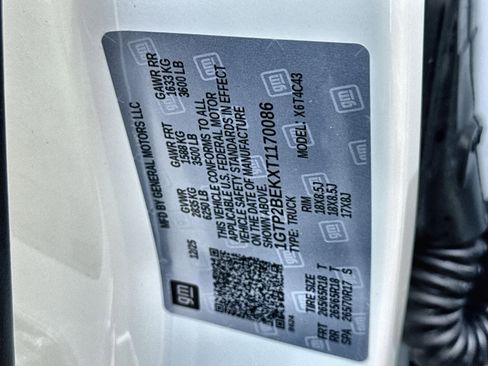 MFD BY GENERAL MOTORS LLC
12/25 GVWR GAWR FRT GAWR RR
2835 KG 1588 KG 1633 KG
6250 LB 3500 LB 3600 LB
THIS VEHICLE CONFORMS TO ALL
APPLICABLE U.S. FEDERAL MOTOR
VEHICLE SAFETY STANDARDS IN EFFECT
ON THE DATE OF MANUFACTURE
1GTP2BEKXT1170086
TYPE: TRUCK MODEL: X6T4C43
TIRE SIZE RIM
FRT 265/65R18 T 18X8.5J
RR 265/65R18 T 18X8.5J
SPA 265/70R17 S 17X8J
gm